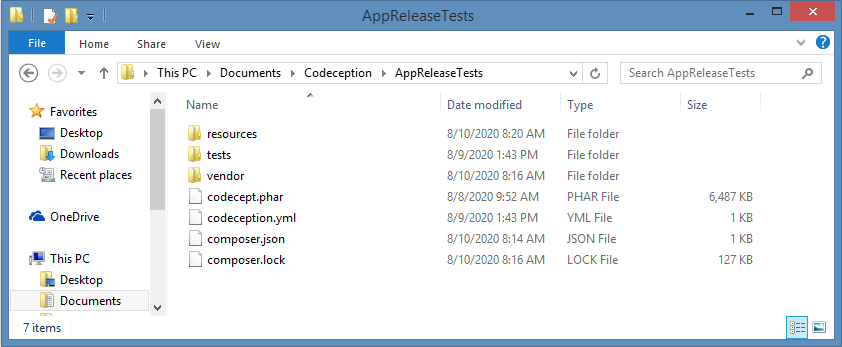 AppReleaseTests
File Home Share View
This PC Documents Codeception AppReleaseTests Search AppReleaseTests
Favorites
Desktop
Downloads
Recent places
OneDrive
This PC
Desktop
Documents
Name Date modified Type Size
resources 8/10/2020 8:20 AM File folder
tests 8/9/2020 1:43 PM File folder
vendor 8/10/2020 8:16 AM File folder
codecept.phar 8/8/2020 9:52 AM PHAR File 6,487 KB
codeception.yml 8/9/2020 1:43 PM YML File 1 KB
composer.json 8/10/2020 8:14 AM JSON File 1 KB
composer.lock 8/10/2020 8:16 AM LOCK File 127 KB
7 items